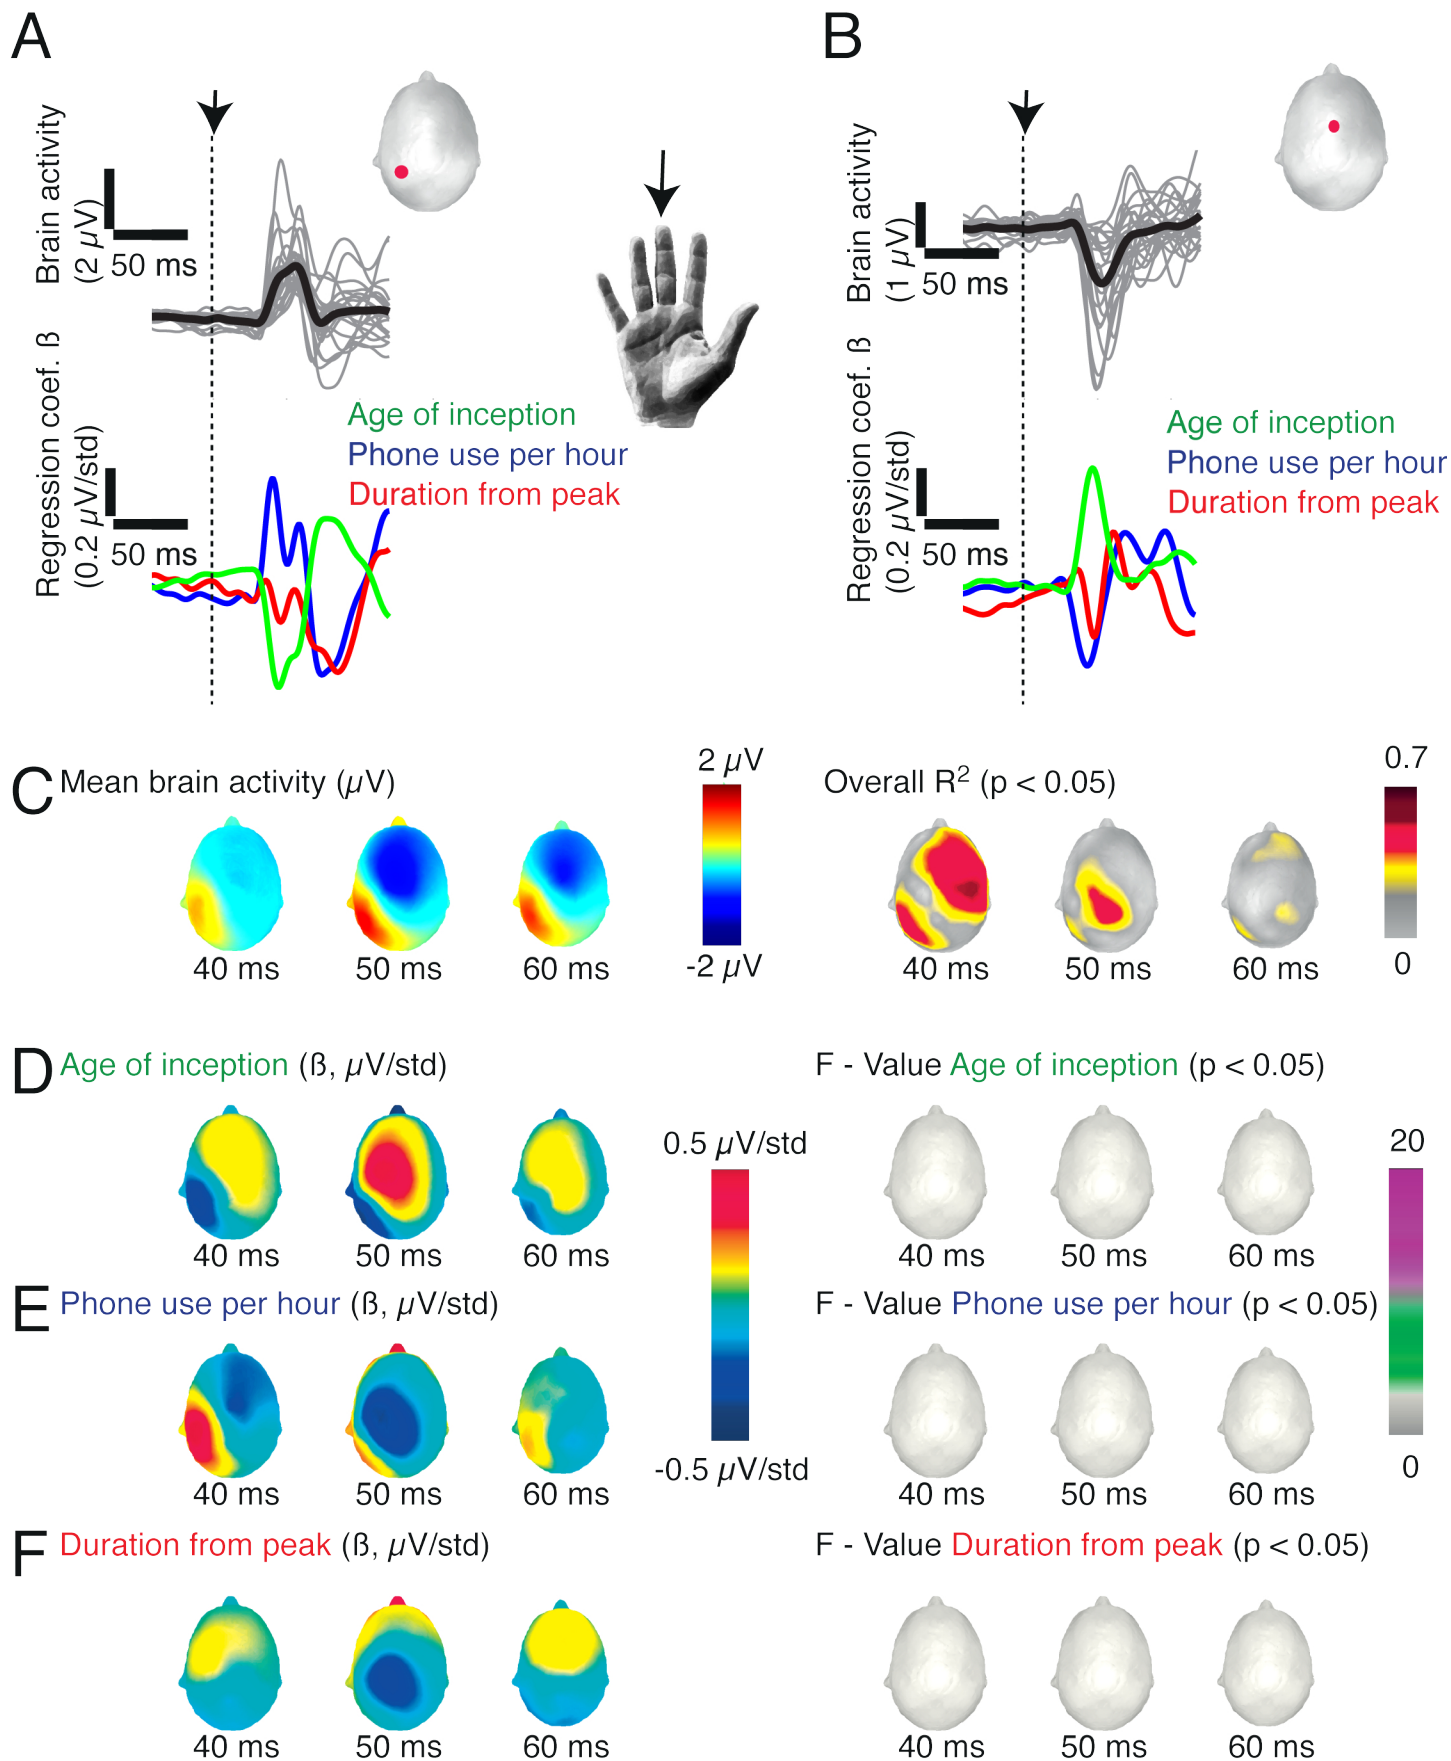 A
B
Brain activity
(2 µV)
50 ms
Brain activity
(1 µV)
50 ms
Regression coef. ß
(0.2 µV/std)
50 ms
Age of inception
Phone use per hour
Duration from peak
Regression coef. ß
(0.2 µV/std)
50 ms
Age of inception
Phone use per hour
Duration from peak
C Mean brain activity (µV)
2 µV
-2 µV
40 ms 50 ms 60 ms
Overall R² (p < 0.05)
0.7
0
40 ms 50 ms 60 ms
D Age of inception (ß, µV/std)
40 ms 50 ms 60 ms
F - Value Age of inception (p < 0.05)
40 ms 50 ms 60 ms
0.5 µV/std
-0.5 µV/std
20
0
E Phone use per hour (ß, µV/std)
40 ms 50 ms 60 ms
F - Value Phone use per hour (p < 0.05)
40 ms 50 ms 60 ms
F Duration from peak (ß, µV/std)
40 ms 50 ms 60 ms
F - Value Duration from peak (p < 0.05)
40 ms 50 ms 60 ms